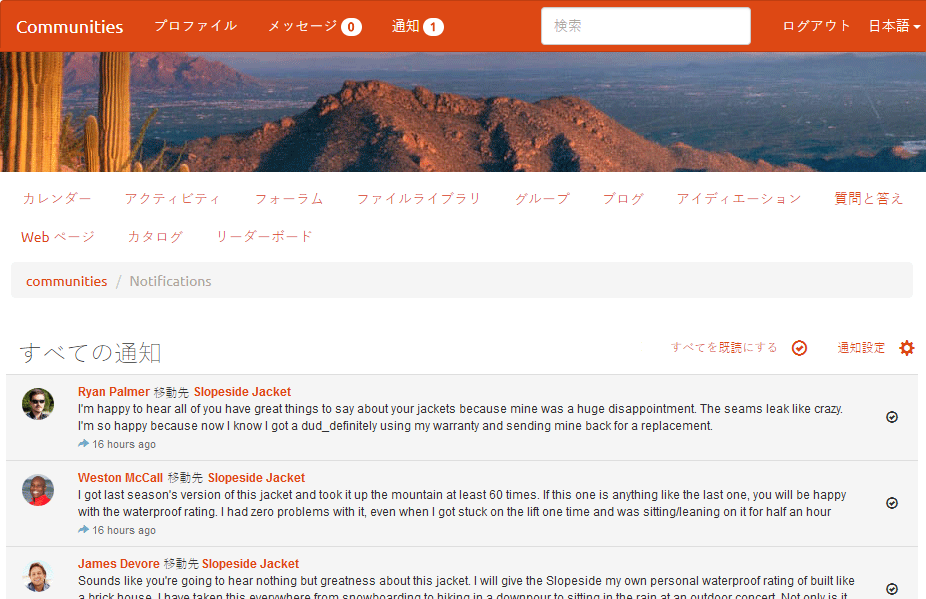 Communities プロファイル メッセージ 0 通知 1 検索 ログアウト 日本語
カレンダー アクティビティ フォーラム ファイルライブラリ グループ ブログ アイディエーション 質問と答え
Web ページ カタログ リーダーボード
communities / Notifications
すべての通知 すべてを既読にする 通知設定
Ryan Palmer 移動先 Slopeside Jacket
I'm happy to hear all of you have great things to say about your jackets because mine was a huge disappointment. The seams leak like crazy.
I'm so happy because now I know I got a dud_definitely using my warranty and sending mine back for a replacement.
16 hours ago
Weston McCall 移動先 Slopeside Jacket
I got last season's version of this jacket and took it up the mountain at least 60 times. If this one is anything like the last one, you will be happy
with the waterproof rating. I had zero problems with it, even when I got stuck on the lift one time and was sitting/leaning on it for half an hour
16 hours ago
James Devore 移動先 Slopeside Jacket
Sounds like you're going to hear nothing but greatness about this jacket. I will give the Slopeside my own personal waterproof rating of built like
a brick house. I have taken this everywhere from snowboarding to hiking in a downpour to sitting in the rain at an outdoor concert. Not only is it